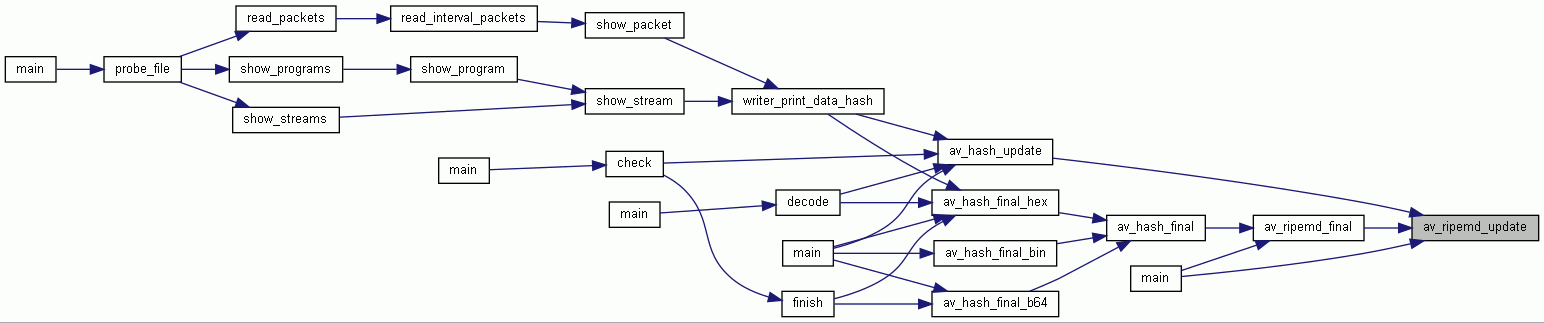 read_packets
read_interval_packets
show_packet
main
probe_file
show_programs
show_program
show_streams
show_stream
writer_print_data_hash
main
check
av_hash_update
main
decode
av_hash_final_hex
main
av_hash_final_bin
av_hash_final
av_ripemd_final
av_ripemd_update
main
finish
av_hash_final_b64